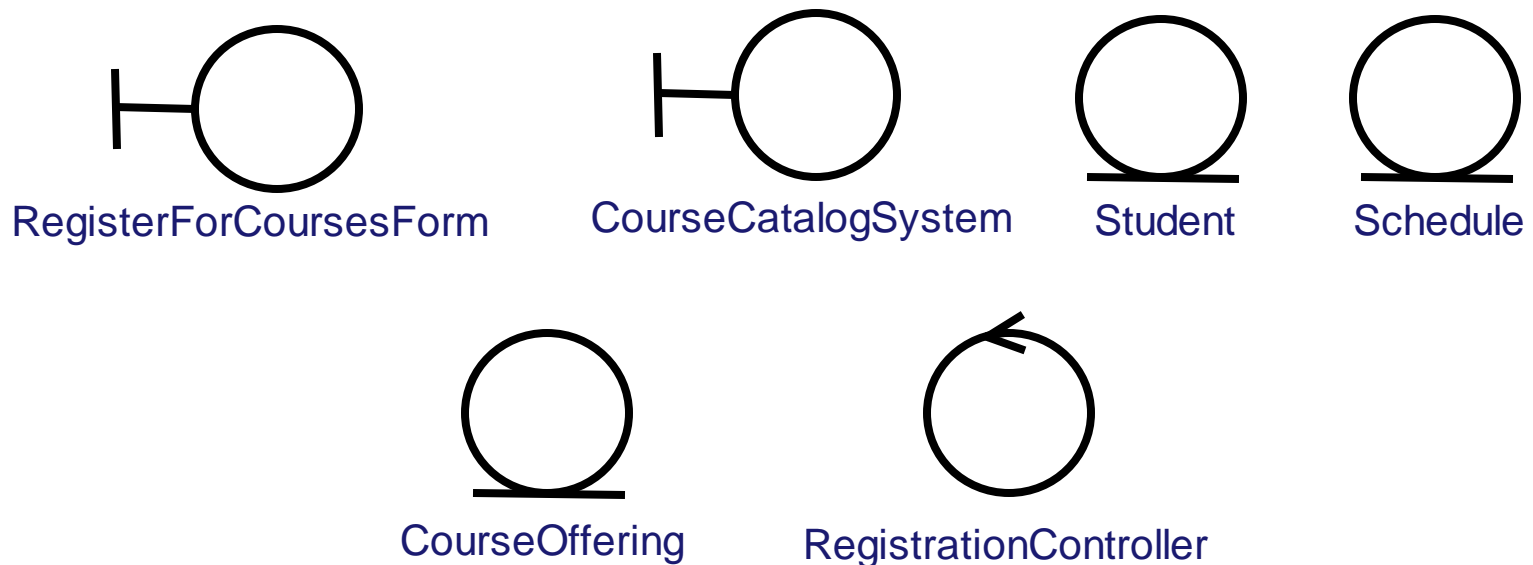 RegisterForCoursesForm
CourseCatalogSystem
Student
Schedule
CourseOffering
RegistrationController